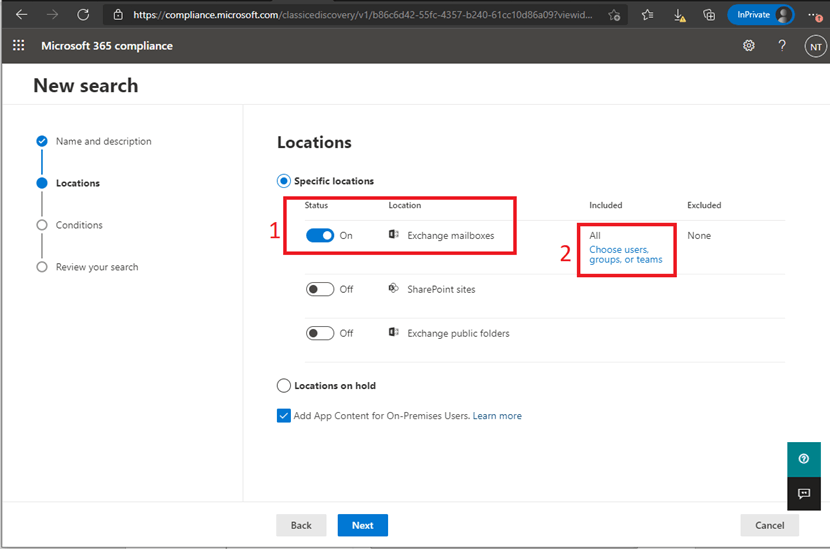 https://compliance.microsoft.com/classicediscovery/v1/b86c6d42-55fc-4357-b240-61cc10d86a09?viewid...
InPrivate
Microsoft 365 compliance
?
NT
New search
Name and description
Locations
Conditions
Review your search
Locations
Specific locations
Status Location Included Excluded
1 On Exchange mailboxes All None
2 Choose users,
groups, or teams
Off SharePoint sites
Off Exchange public folders
Locations on hold
Add App Content for On-Premises Users. Learn more
Back Next Cancel